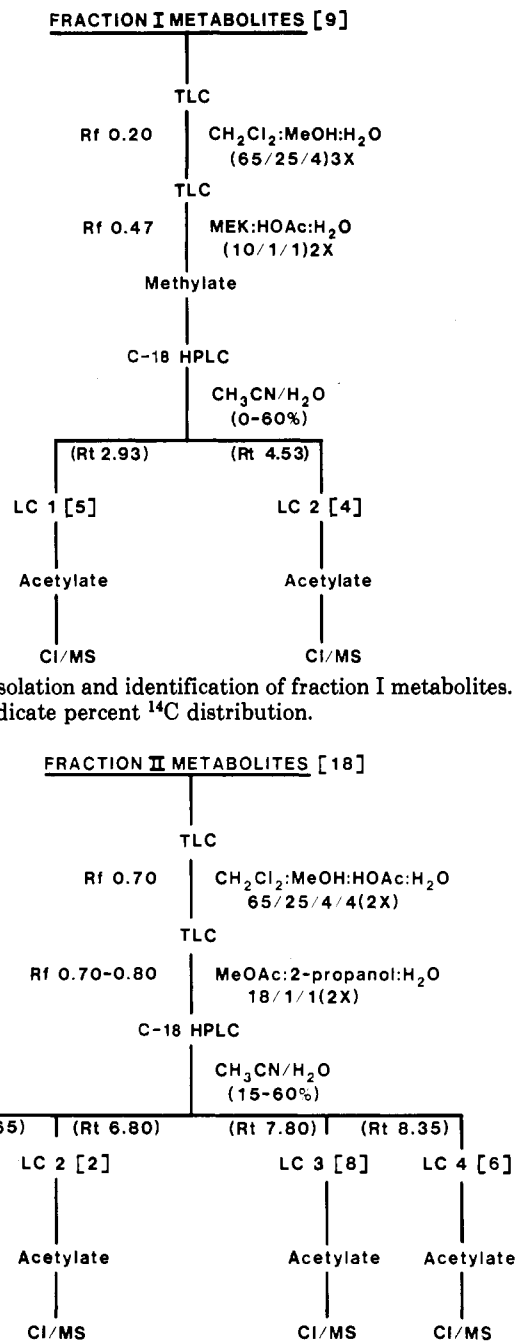 FRACTION I METABOLITES [9]
TLC
Rf 0.20 CH₂Cl₂:MeOH:H₂O
(65/25/4)3X
TLC
Rf 0.47 MEK:HOAc:H₂O
(10/1/1)2X
Methylate
C-18 HPLC
CH₃CN/H₂O
(0-60%)
(Rt 2.93) (Rt 4.53)
LC 1 [5] LC 2 [4]
Acetylate Acetylate
CI/MS CI/MS
solation and identification of fraction I metabolites.
dicate percent ¹⁴C distribution.
FRACTION II METABOLITES [18]
TLC
Rf 0.70 CH₂Cl₂:MeOH:HOAc:H₂O
65/25/4/4(2X)
TLC
Rf 0.70-0.80 MeOAc:2-propanol:H₂O
18/1/1(2X)
C-18 HPLC
CH₃CN/H₂O
(15-60%)
65) (Rt 6.80) (Rt 7.80) (Rt 8.35)
LC 2 [2] LC 3 [8] LC 4 [6]
Acetylate Acetylate Acetylate
CI/MS CI/MS CI/MS